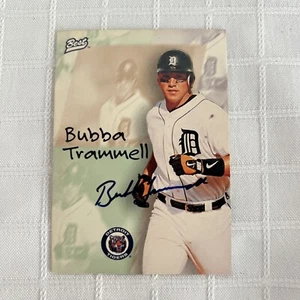 Best
Bubba
Trammell
D
DETROIT
TIGERS